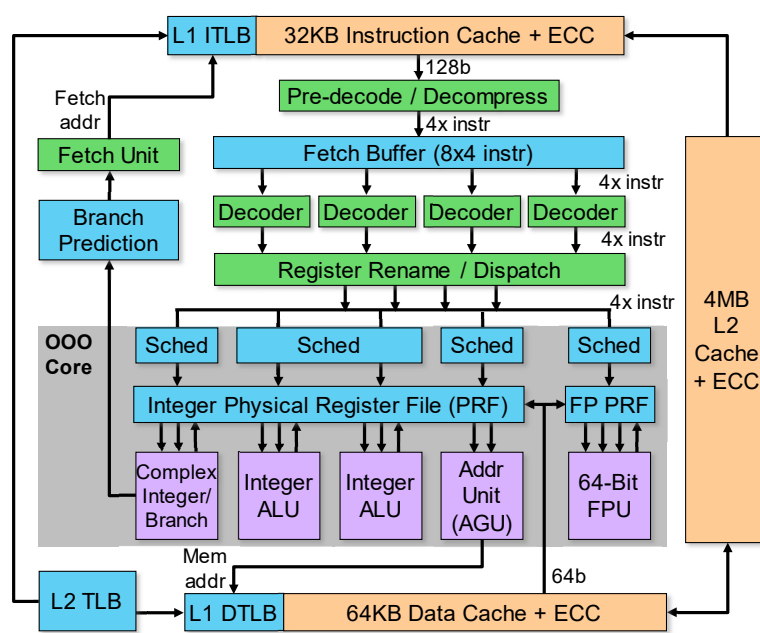 L1 ITLB
32KB Instruction Cache + ECC
128b
Pre-decode / Decompress
Fetch
addr
4x instr
Fetch Unit
Fetch Buffer (8x4 instr)
4x instr
Branch
Prediction
Decoder
Decoder
Decoder
Decoder
4x instr
Register Rename / Dispatch
4x instr
4MB
L2
Cache
+ ECC
OOO
Core
Sched
Sched
Sched
Sched
Integer Physical Register File (PRF)
FP PRF
Complex
Integer/
Branch
Integer
ALU
Integer
ALU
Addr
Unit
(AGU)
64-Bit
FPU
Mem
addr
64b
L2 TLB
L1 DTLB
64KB Data Cache + ECC